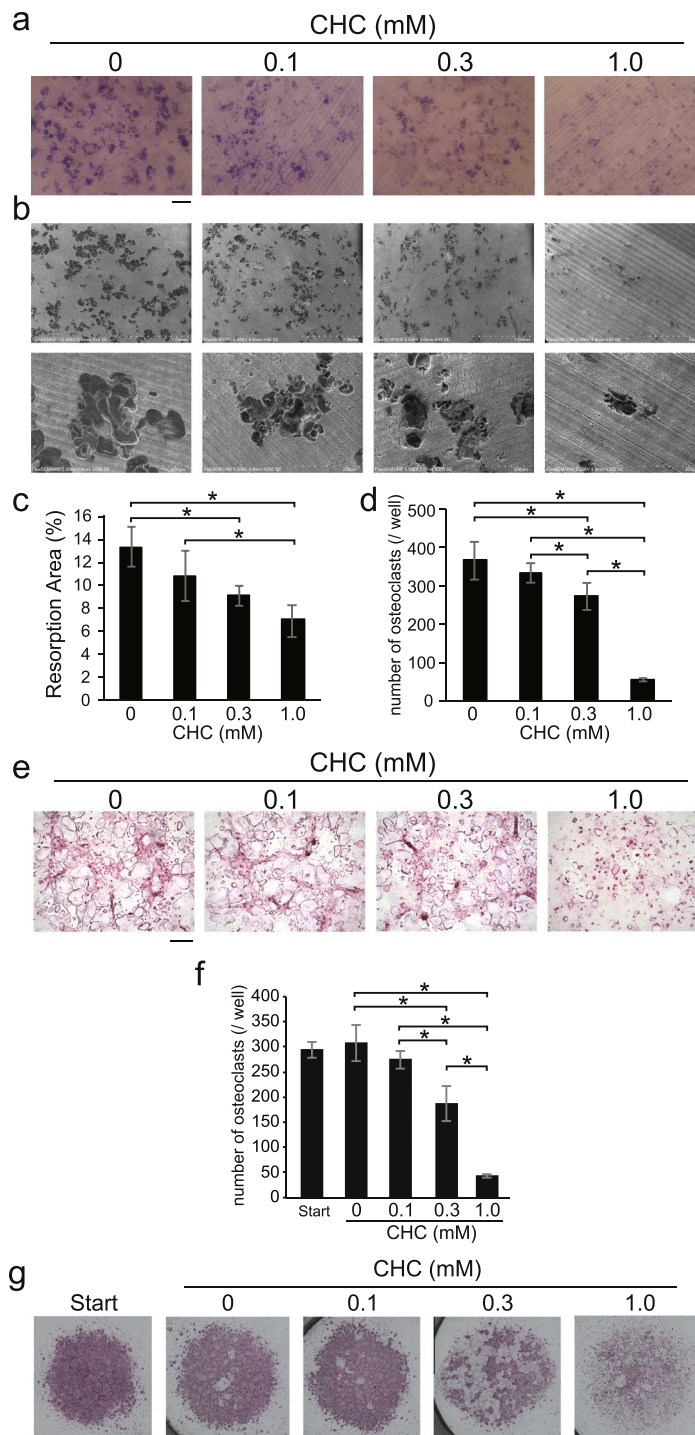 a
CHC (mM)
0 0.1 0.3 1.0
b
c
Resorption Area (%)
16
14
12
10
8
6
4
2
0
* * *
0 0.1 0.3 1.0
CHC (mM)
d
number of osteoclasts (/ well)
500
400
300
200
100
0
* * * * *
0 0.1 0.3 1.0
CHC (mM)
e
CHC (mM)
0 0.1 0.3 1.0
f
number of osteoclasts (/ well)
400
350
300
250
200
150
100
50
0
* * * * *
Start 0 0.1 0.3 1.0
CHC (mM)
g
CHC (mM)
Start 0 0.1 0.3 1.0